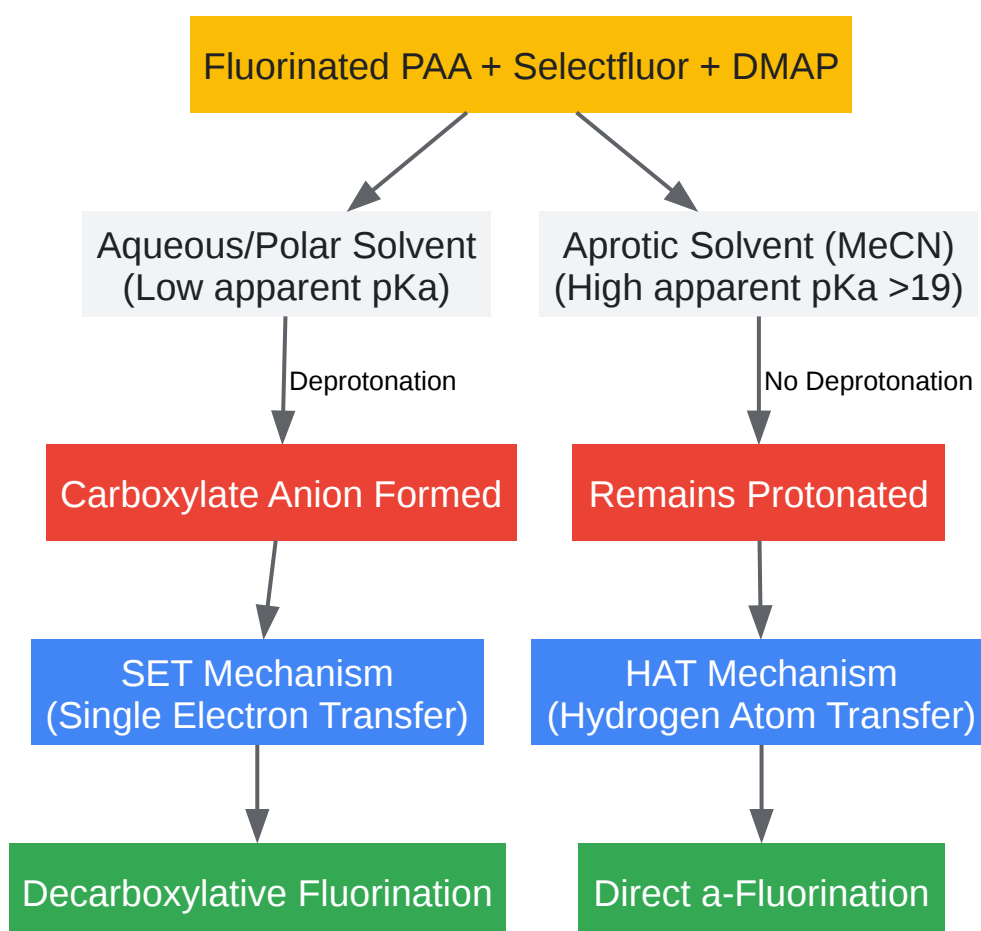 Fluorinated PAA + Selectfluor + DMAP
Aqueous/Polar Solvent
(Low apparent pKa)
Aprotic Solvent (MeCN)
(High apparent pKa >19)
Deprotonation
No Deprotonation
Carboxylate Anion Formed
Remains Protonated
SET Mechanism
(Single Electron Transfer)
HAT Mechanism
(Hydrogen Atom Transfer)
Decarboxylative Fluorination
Direct a-Fluorination